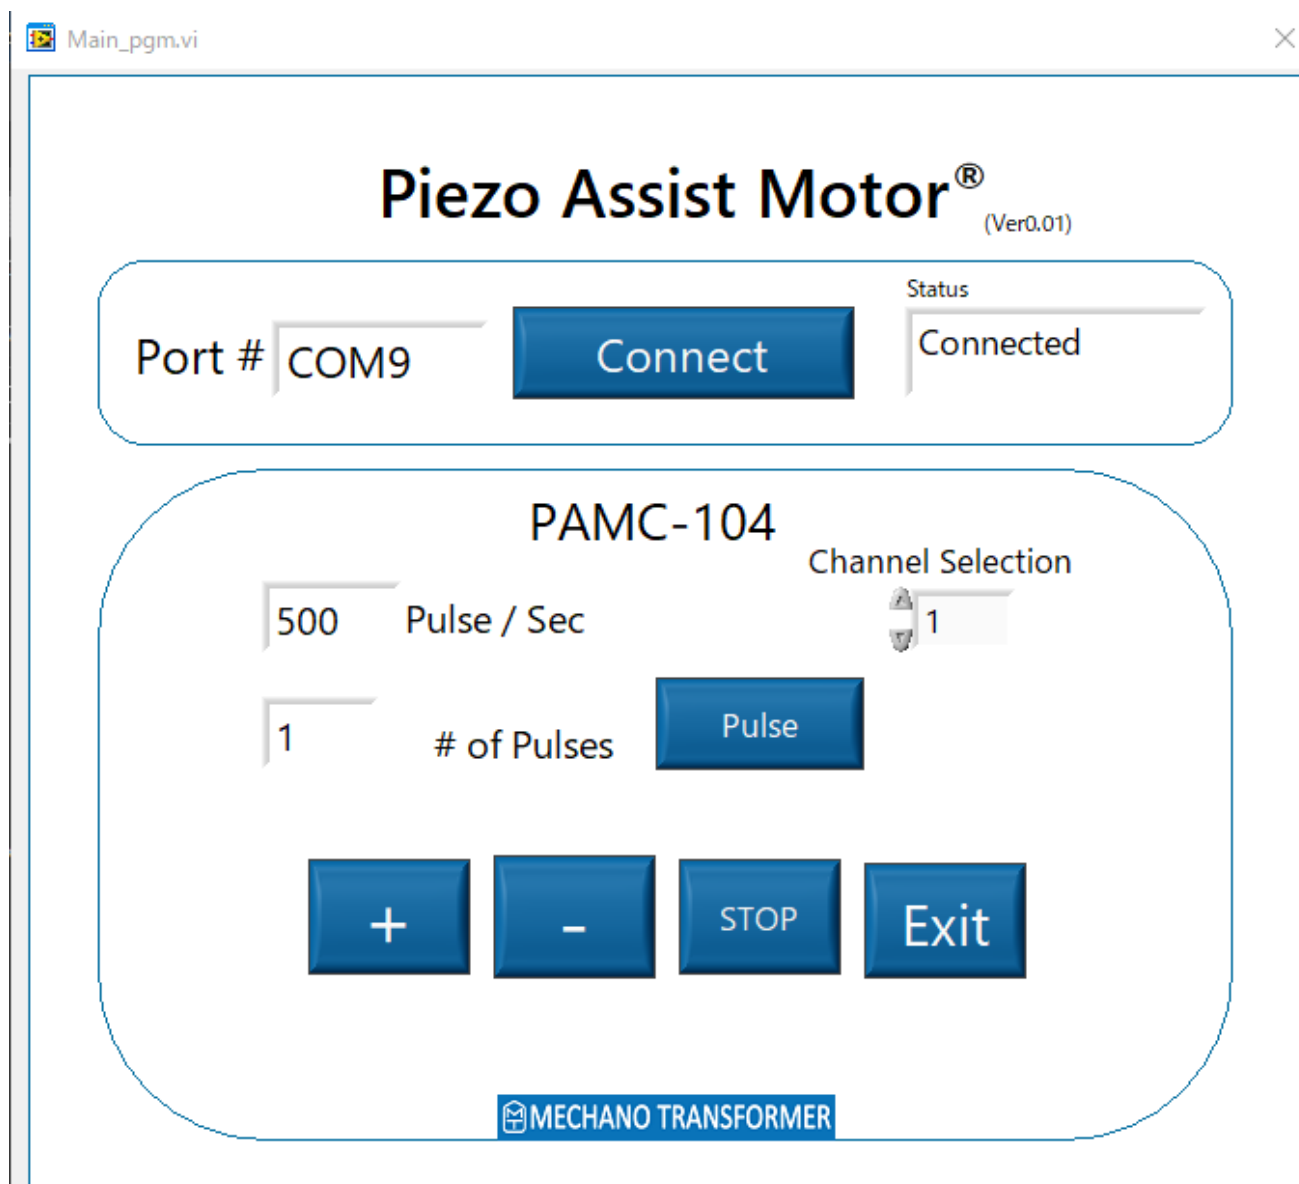 Main_pgm.vi
Piezo Assist Motor®
(Ver0.01)
Status
Port # COM9 Connect Connected
PAMC-104
Channel Selection
500 Pulse / Sec 1
1 # of Pulses Pulse
+ - STOP Exit
MECHANO TRANSFORMER